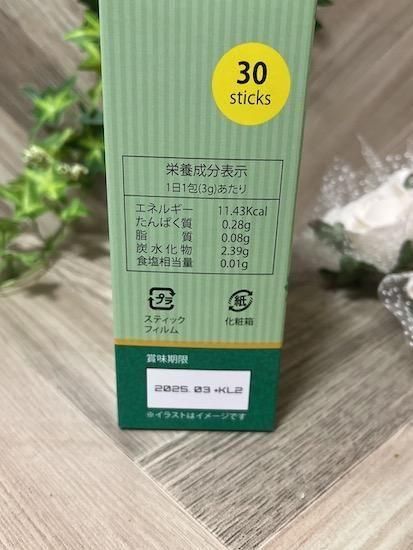 30
sticks
栄養成分表示
1日1包(3g)あたり
エネルギー 11.43Kcal
たんぱく質 0.28g
脂質 0.08g
炭水化物 2.39g
食塩相当量 0.01g
プラ 紙
スティック
フィルム
化粧箱
賞味期限
2025.03+KL2
※イラストはイメージです